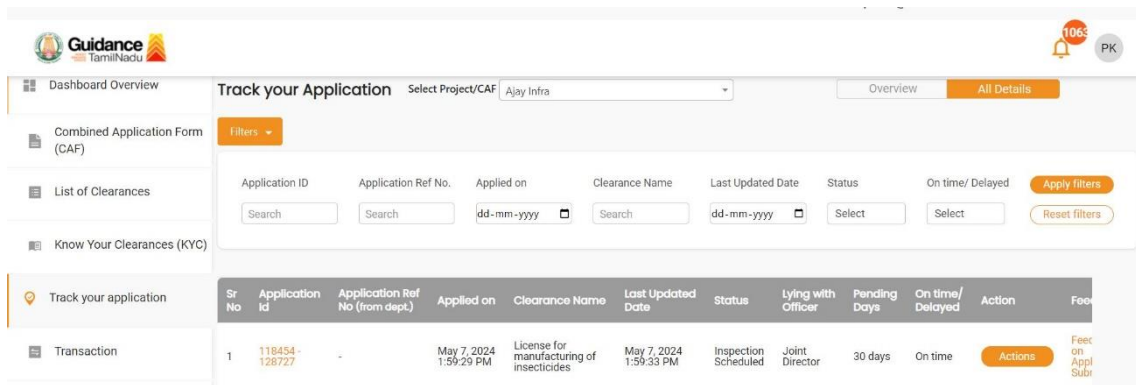 Guidance
TamilNadu
1063
PK
Dashboard Overview
Track your Application
Select Project/CAF
Ajay Infra
Overview
All Details
Combined Application Form
(CAF)
Filters
List of Clearances
Application ID
Application Ref No.
Applied on
Clearance Name
Last Updated Date
Status
On time/ Delayed
Apply filters
Search
Search
dd-mm-yyyy
Search
dd-mm-yyyy
Select
Select
Reset filters
Know Your Clearances (KYC)
Track your application
Sr
No
Application
Id
Application Ref
No (from dept.)
Applied on
Clearance Name
Last Updated
Date
Status
Lying with
Officer
Pending
Days
On time/
Delayed
Action
Transaction
1
118454 -
128727
-
May 7, 2024
1:59:29 PM
License for
manufacturing of
insecticides
May 7, 2024
1:59:33 PM
Inspection
Scheduled
Joint
Director
30 days
On time
Actions
on